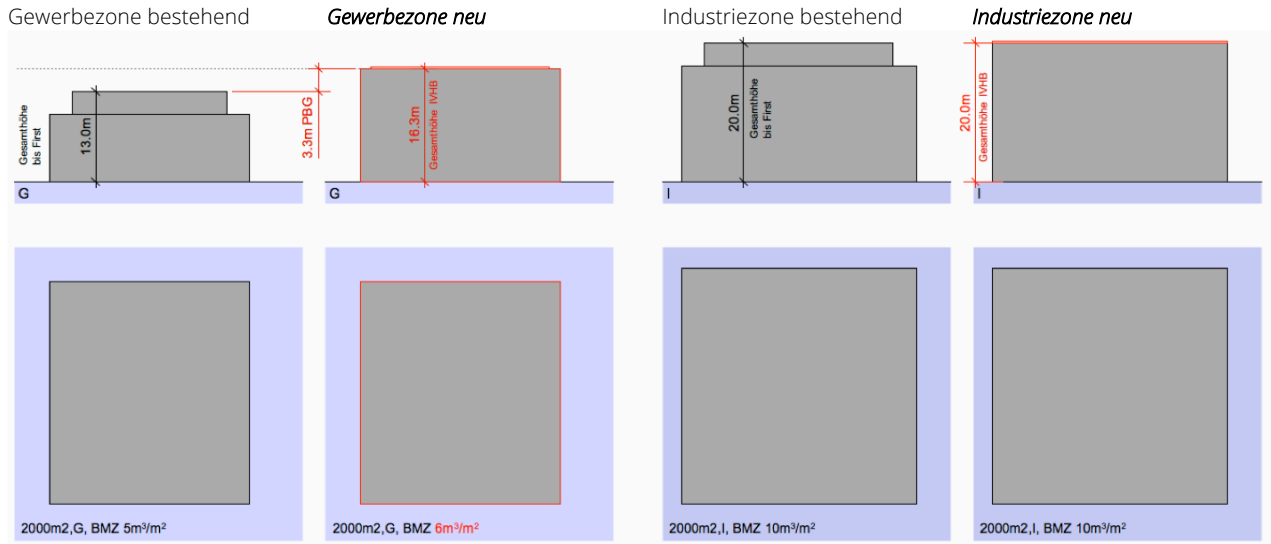 Gewerbezone bestehend
Gewerbezone neu
Industriezone bestehend
Industriezone neu
Gesamthöhe
bis First
13.0m
3.3m PBG
16.3m
Gesamthöhe IVHB
20.0m
Gesamthöhe
bis First
20.0m
Gesamthöhe IVHB
G
G
I
I
2000m2,G, BMZ 5m³/m²
2000m2,G, BMZ 6m³/m²
2000m2,I, BMZ 10m³/m²
2000m2,I, BMZ 10m³/m²